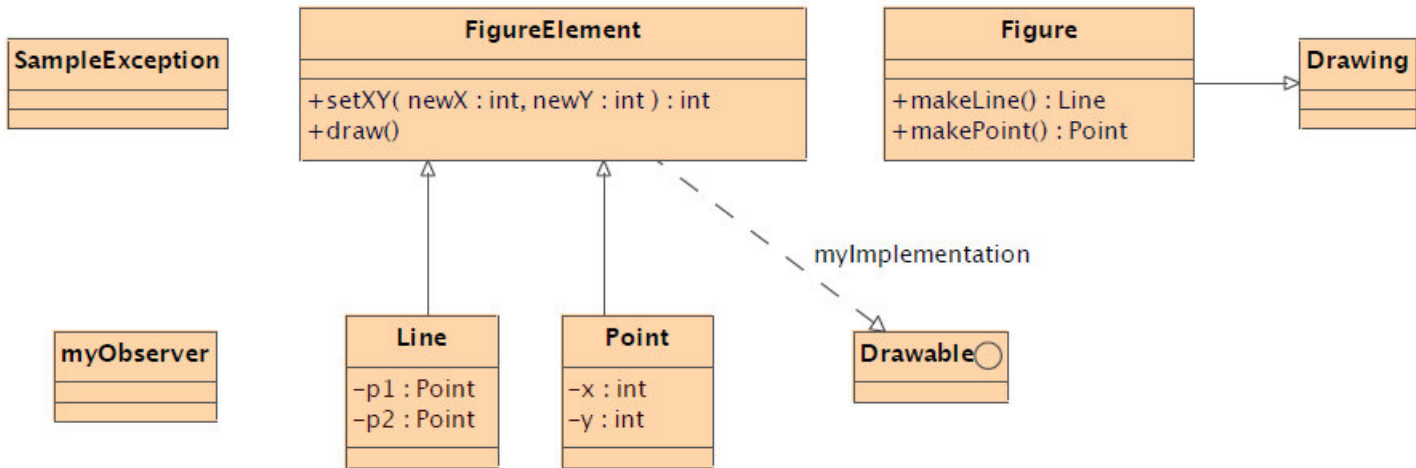 SampleException
FigureElement
+setXY( newX : int, newY : int ) : int
+draw()
Figure
+makeLine() : Line
+makePoint() : Point
Drawing
myImplementation
myObserver
Line
-p1 : Point
-p2 : Point
Point
-x : int
-y : int
Drawable